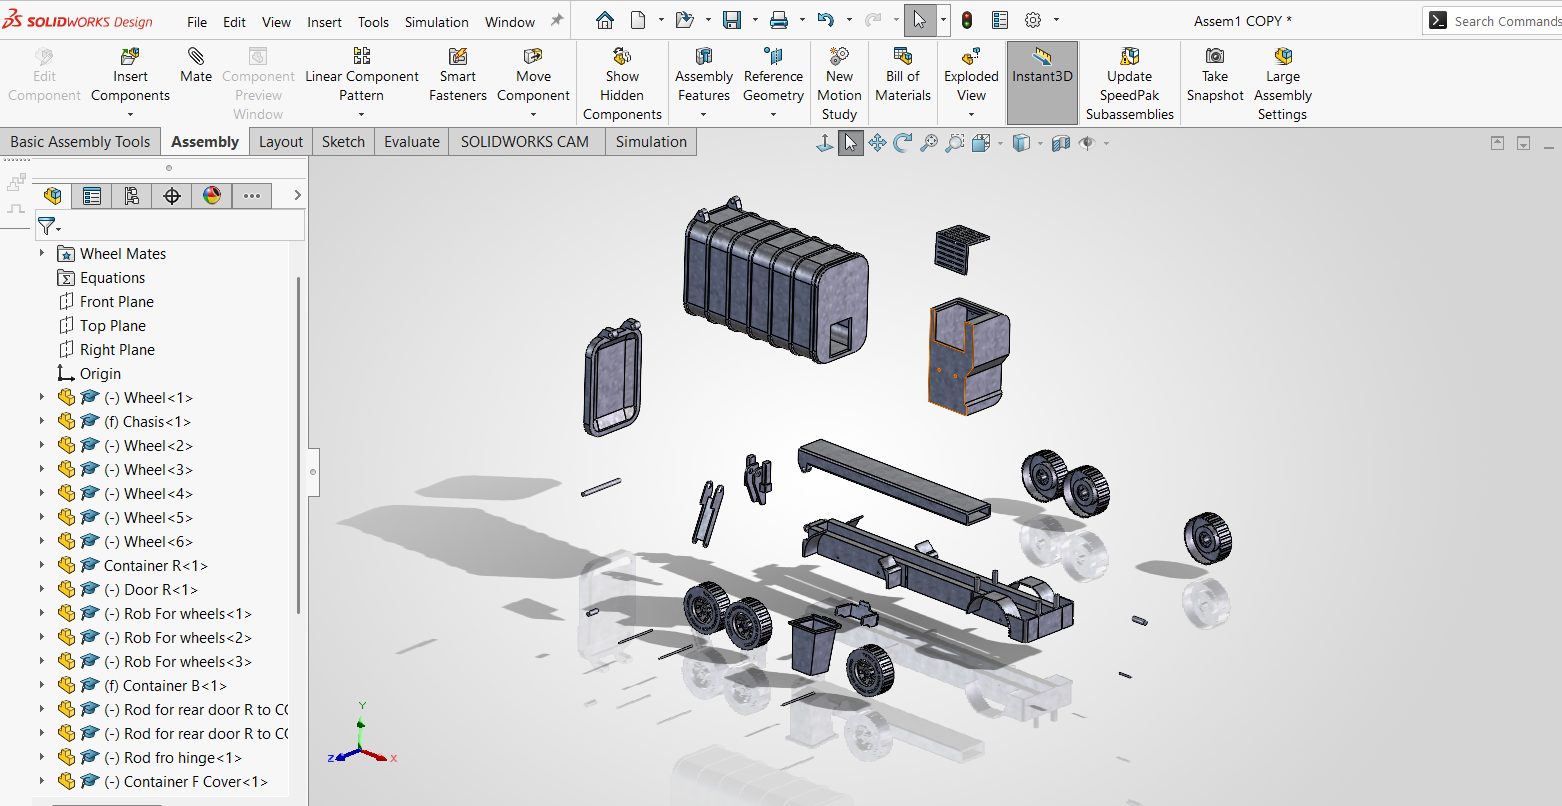 SOLIDWORKS Design File Edit View Insert Tools Simulation Window Assem1 COPY * Search Commands
Edit Component
Insert Components
Mate
Component Preview Window
Linear Component Pattern
Smart Fasteners
Move Component
Show Hidden Components
Assembly Features
Reference Geometry
New Motion Study
Bill of Materials
Exploded View
Instant3D
Update SpeedPak Subassemblies
Take Snapshot
Large Assembly Settings
Basic Assembly Tools Assembly Layout Sketch Evaluate SOLIDWORKS CAM Simulation
Wheel Mates
Equations
Front Plane
Top Plane
Right Plane
Origin
(-) Wheel<1>
(f) Chasis<1>
(-) Wheel<2>
(-) Wheel<3>
(-) Wheel<4>
(-) Wheel<5>
(-) Wheel<6>
Container R<1>
(-) Door R<1>
(-) Rob For wheels<1>
(-) Rob For wheels<2>
(-) Rob For wheels<3>
(f) Container B<1>
(-) Rod for rear door R to CO
(-) Rod for rear door R to CO
(-) Rod fro hinge<1>
(-) Container F Cover<1>
Y
Z
X